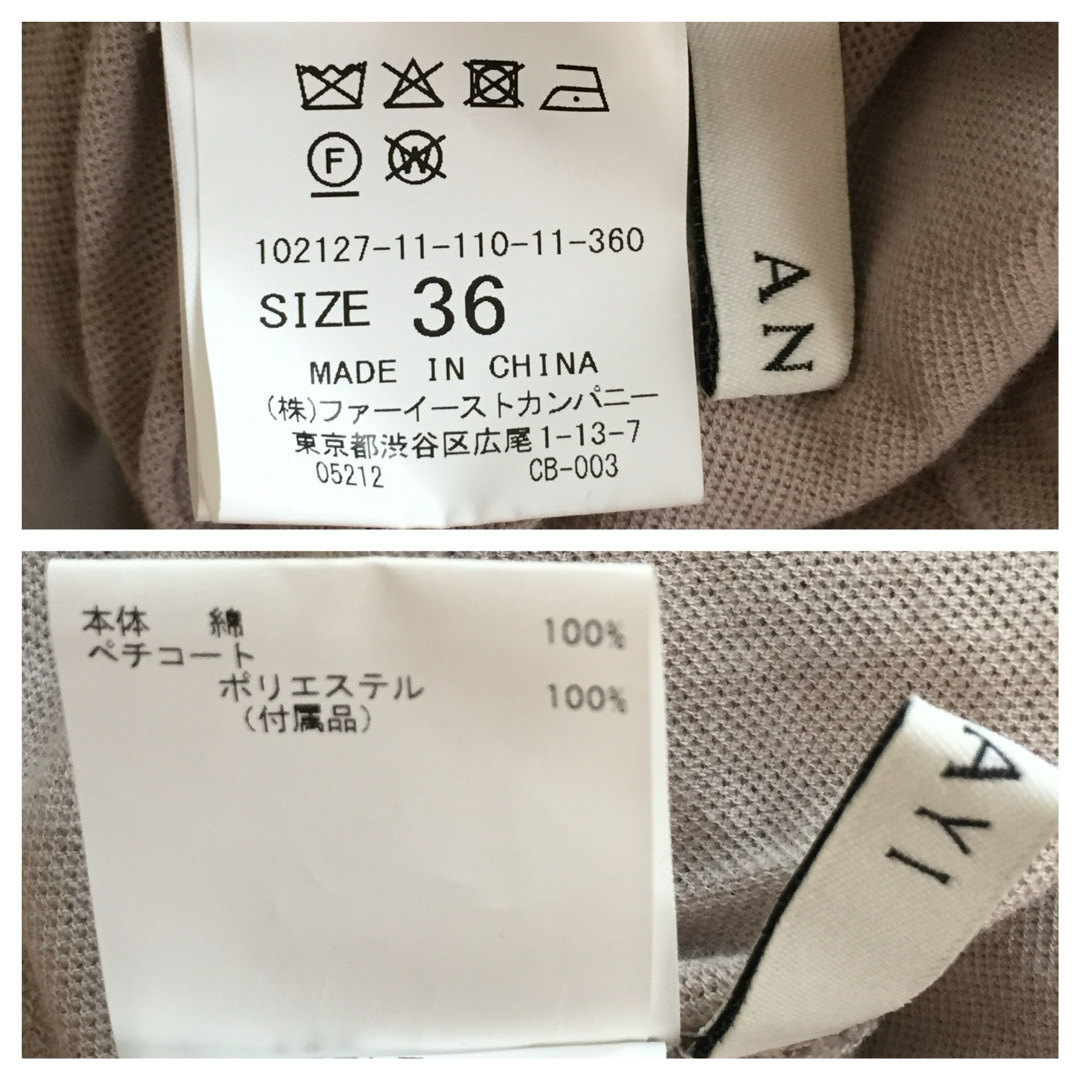 F W
102127-11-110-11-360
SIZE 36
MADE IN CHINA
(株)ファーイーストカンパニー
東京都渋谷区広尾1-13-7
05212 CB-003
AN
本体 綿 100%
ペチコート
ポリエステル 100%
(付属品)
AYI